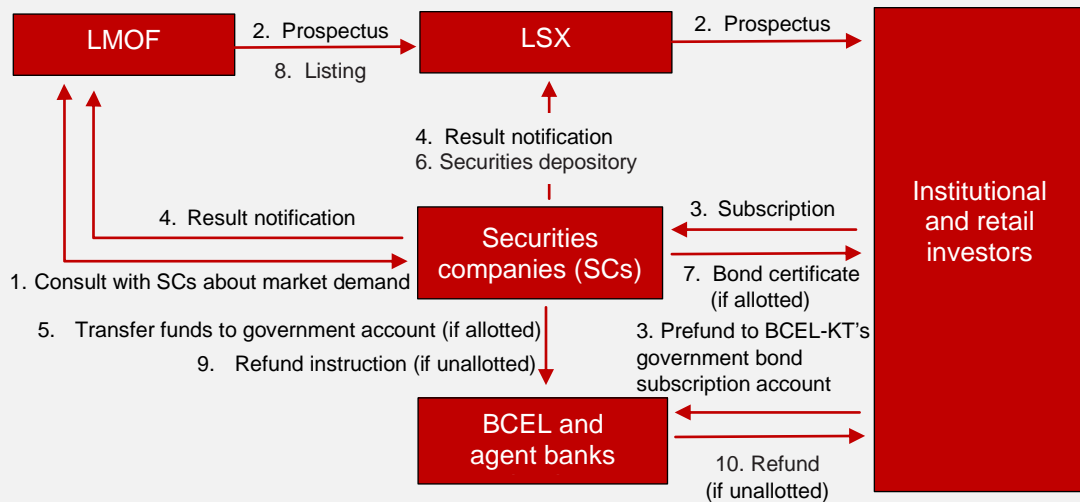 LMOF
2. Prospectus
8. Listing
LSX
2. Prospectus
4. Result notification
6. Securities depository
Institutional
and retail
investors
4. Result notification
Securities
companies (SCs)
3. Subscription
7. Bond certificate
(if allotted)
1. Consult with SCs about market demand
5. Transfer funds to government account (if allotted)
9. Refund instruction (if unallotted)
3. Prefund to BCEL-KT’s
government bond
subscription account
BCEL and
agent banks
10. Refund
(if unallotted)